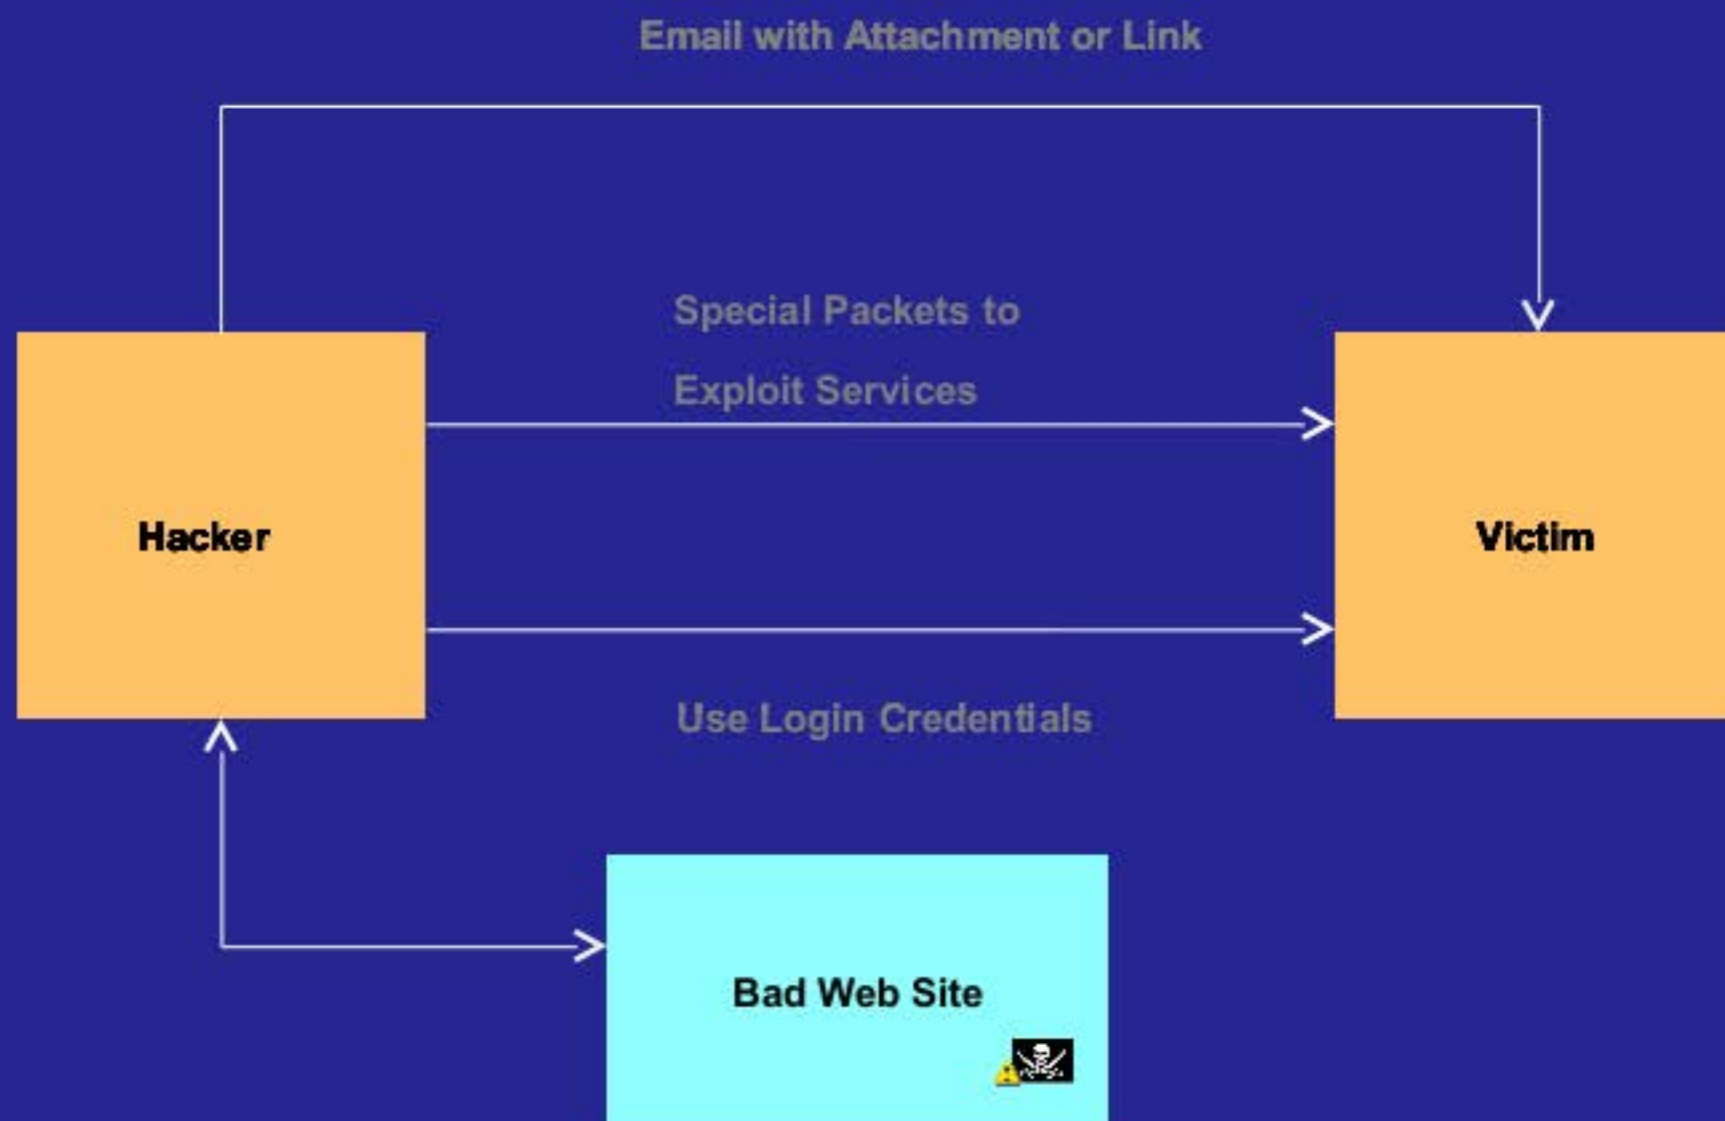 Email with Attachment or Link
Special Packets to
Exploit Services
Hacker
Victim
Use Login Credentials
Bad Web Site